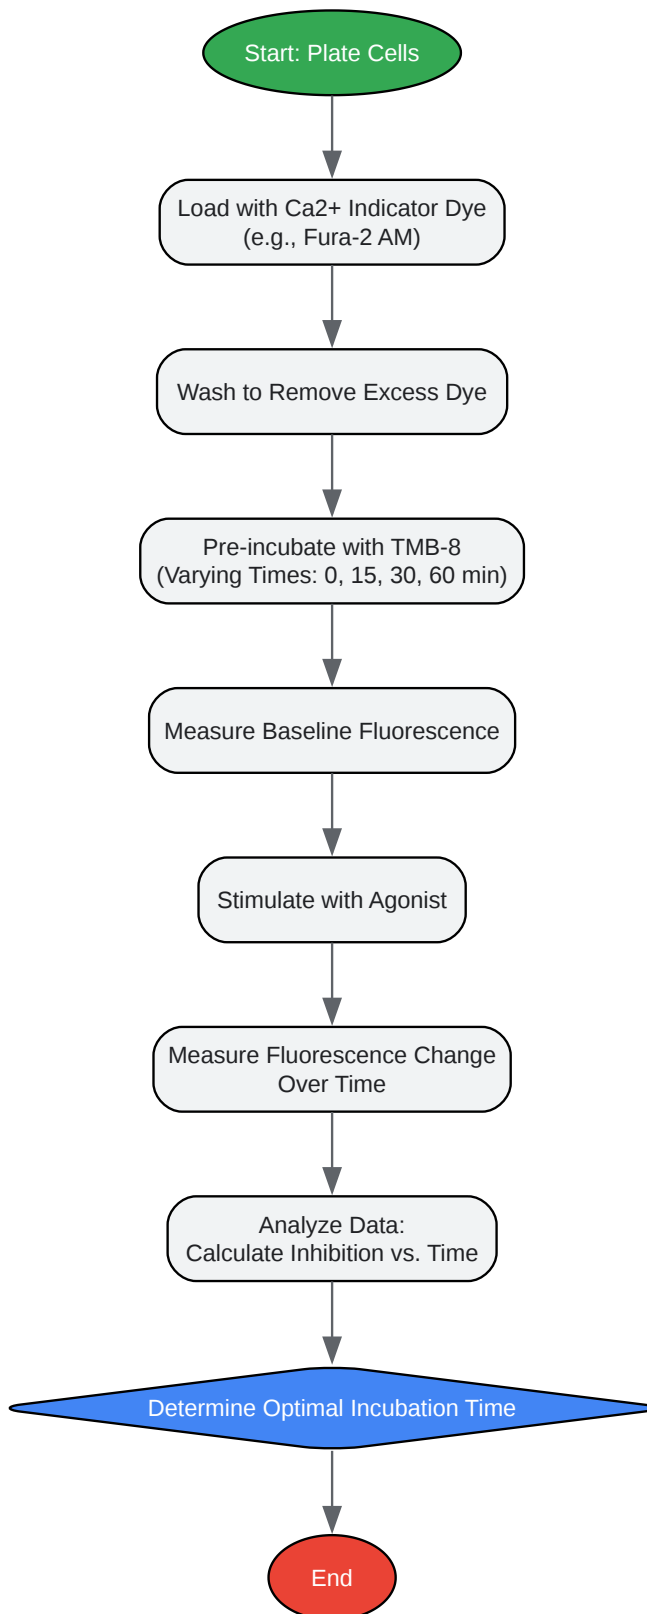 Start: Plate Cells
Load with Ca2+ Indicator Dye
(e.g., Fura-2 AM)
Wash to Remove Excess Dye
Pre-incubate with TMB-8
(Varying Times: 0, 15, 30, 60 min)
Measure Baseline Fluorescence
Stimulate with Agonist
Measure Fluorescence Change
Over Time
Analyze Data:
Calculate Inhibition vs. Time
Determine Optimal Incubation Time
End